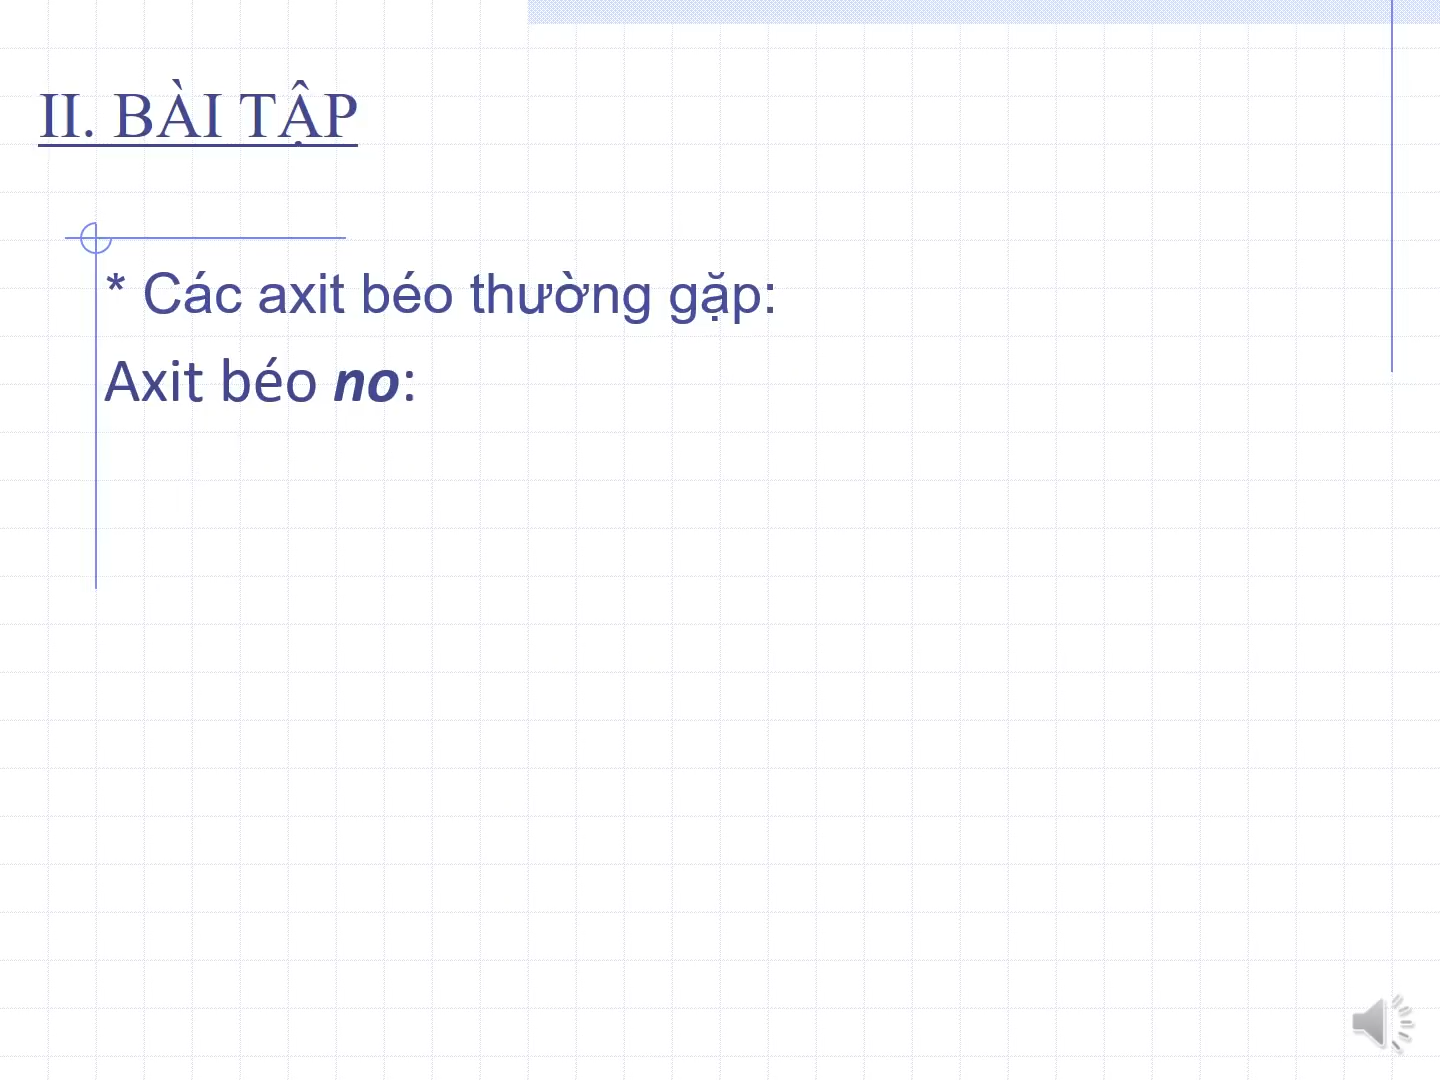 II. BÀI TẬP
* Các axit béo thường gặp:
Axit béo no: